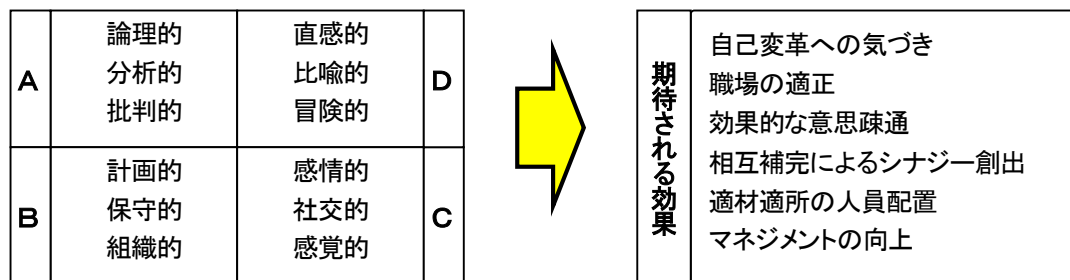 A
論理的
分析的
批判的
直感的
比喩的
冒険的
D
B
計画的
保守的
組織的
感情的
社交的
感覚的
C
期待される効果
自己変革への気づき
職場の適正
効果的な意思疎通
相互補完によるシナジー創出
適材適所の人員配置
マネジメントの向上